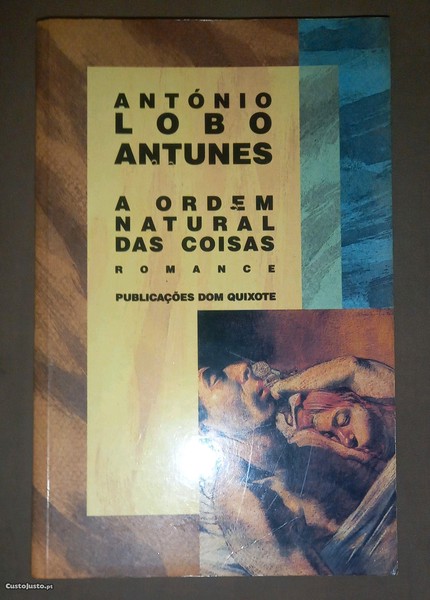 ANTÓNIO
LOBO
ANTUNES
A ORDEM
NATURAL
DAS COISAS
ROMANCE
PUBLICAÇÕES DOM QUIXOTE
CustoJusto.pt